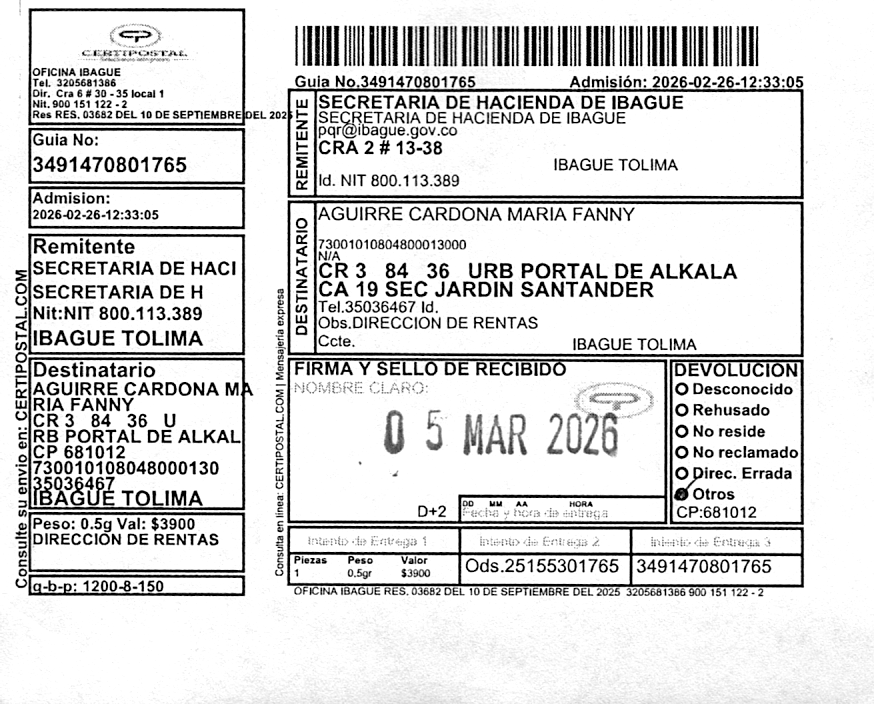 CERTIPOSTAL
OFICINA IBAGUE
Tel. 3205681386
Dir. Cra 6 # 30 - 35 local 1
Nit. 900 151 122 - 2
Res RES. 03682 DEL 10 DE SEPTIEMBRE DEL 2025
Guia No:
3491470801765
Admision:
2026-02-26-12:33:05
Remitente
SECRETARIA DE HACI
SECRETARIA DE H
Nit:NIT 800.113.389
IBAGUE TOLIMA
Destinatario
AGUIRRE CARDONA MA
RIA FANNY
CR 3 84 36 U
RB PORTAL DE ALKAL
CP 681012
730010108048000130
35036467
IBAGUE TOLIMA
Peso: 0.5g Val: $3900
DIRECCION DE RENTAS
q-b-p: 1200-8-150
Consulte su envio en: CERTIPOSTAL.COM
Guia No.3491470801765 Admisión: 2026-02-26-12:33:05
REMITENTE
SECRETARIA DE HACIENDA DE IBAGUE
SECRETARIA DE HACIENDA DE IBAGUE
pqr@ibague.gov.co
CRA 2 # 13-38
IBAGUE TOLIMA
Id. NIT 800.113.389
DESTINATARIO
AGUIRRE CARDONA MARIA FANNY
73001010804800013000
N/A
CR 3 84 36 URB PORTAL DE ALKALA
CA 19 SEC JARDIN SANTANDER
Tel.35036467 Id.
Obs.DIRECCION DE RENTAS
Ccte. IBAGUE TOLIMA
Consulta en linea: CERTIPOSTAL.COM | Mensajería expresa
FIRMA Y SELLO DE RECIBIDO
NOMBRE CLARO:
05 MAR 2026
D+2
DD MM AA HORA
Fecha y hora de entrega
DEVOLUCION
Desconocido
Rehusado
No reside
No reclamado
Direc. Errada
Otros
CP:681012
Intento de Entrega 1 Intento de Entrega 2 Intento de Entrega 3
Piezas Peso Valor
1 0.5gr $3900
Ods.25155301765 3491470801765
OFICINA IBAGUE RES. 03682 DEL 10 DE SEPTIEMBRE DEL 2025 3205681386 900 151 122 - 2